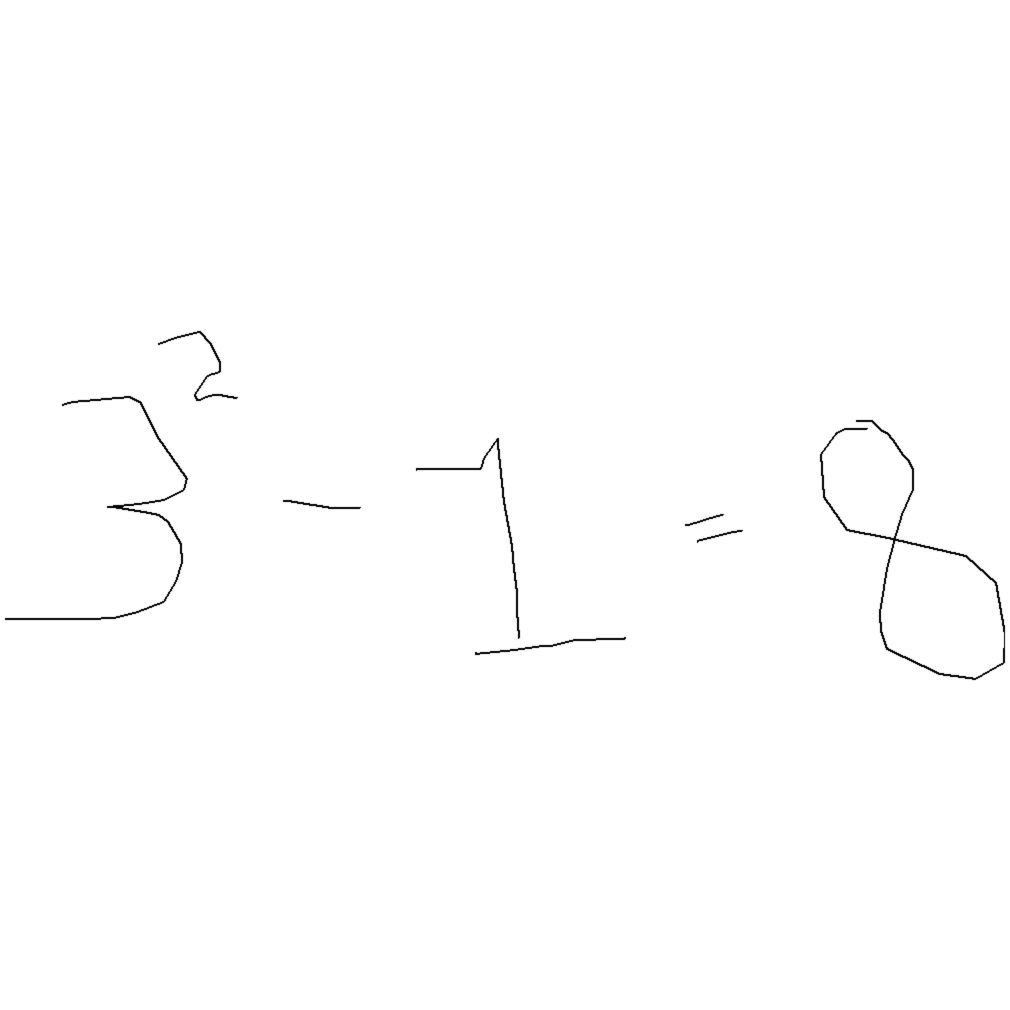 3² - 1 = 8